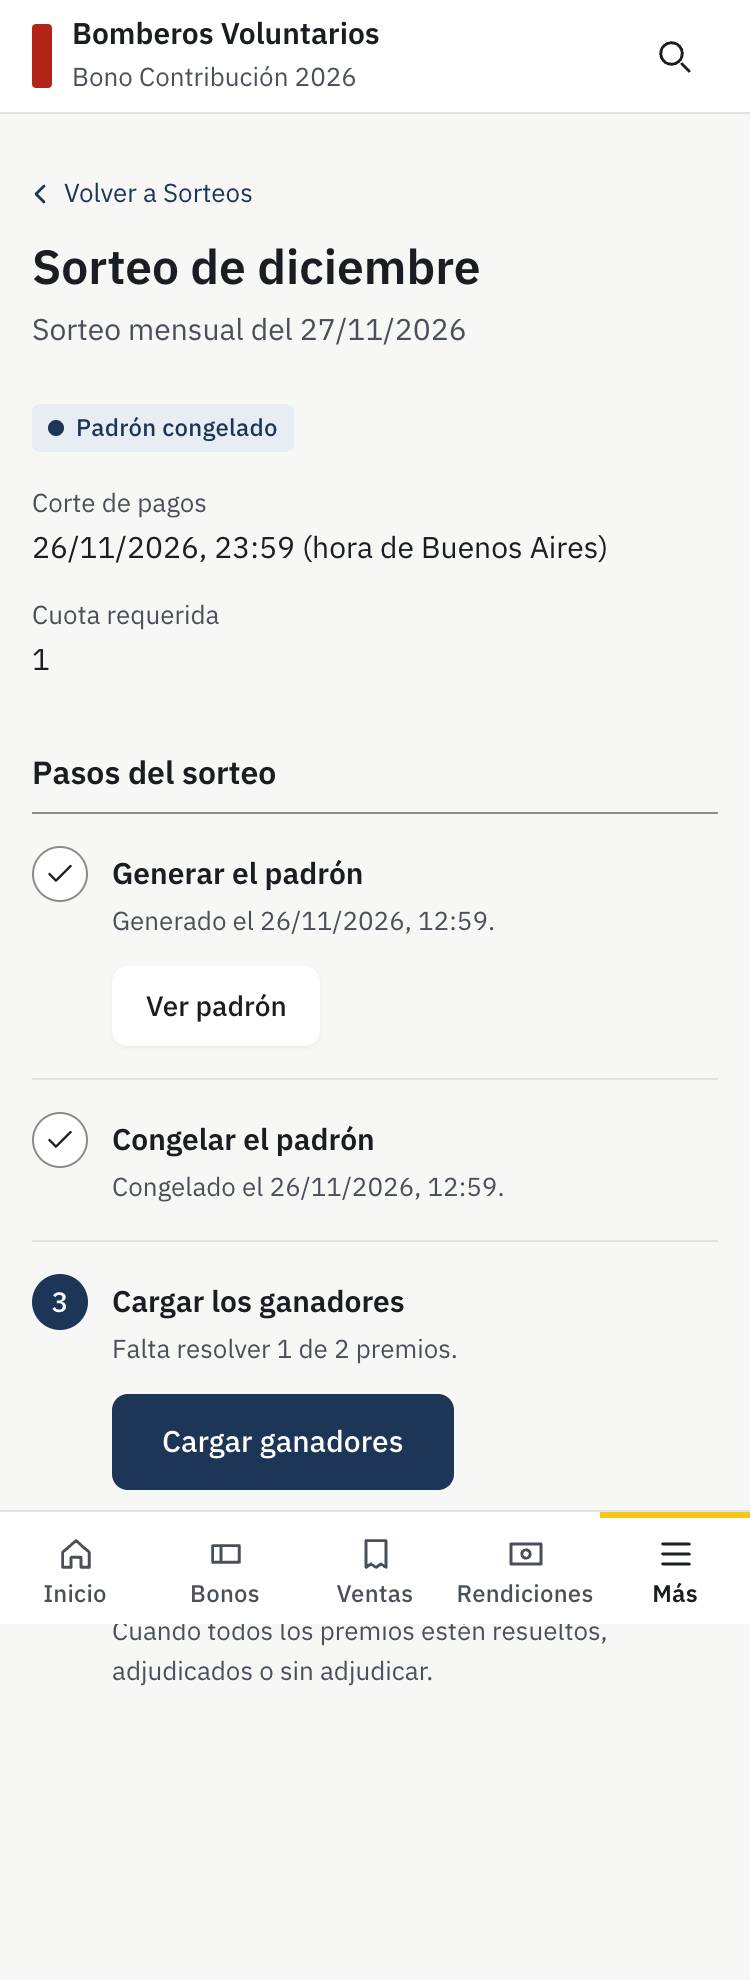 Bomberos Voluntarios
Bono Contribución 2026
Volver a Sorteos
Sorteo de diciembre
Sorteo mensual del 27/11/2026
Padrón congelado
Corte de pagos
26/11/2026, 23:59 (hora de Buenos Aires)
Cuota requerida
1
Pasos del sorteo
Generar el padrón
Generado el 26/11/2026, 12:59.
Ver padrón
Congelar el padrón
Congelado el 26/11/2026, 12:59.
3
Cargar los ganadores
Falta resolver 1 de 2 premios.
Cargar ganadores
Inicio
Bonos
Ventas
Rendiciones
Más
Cuando todos los premios estén resueltos,
adjudicados o sin adjudicar.